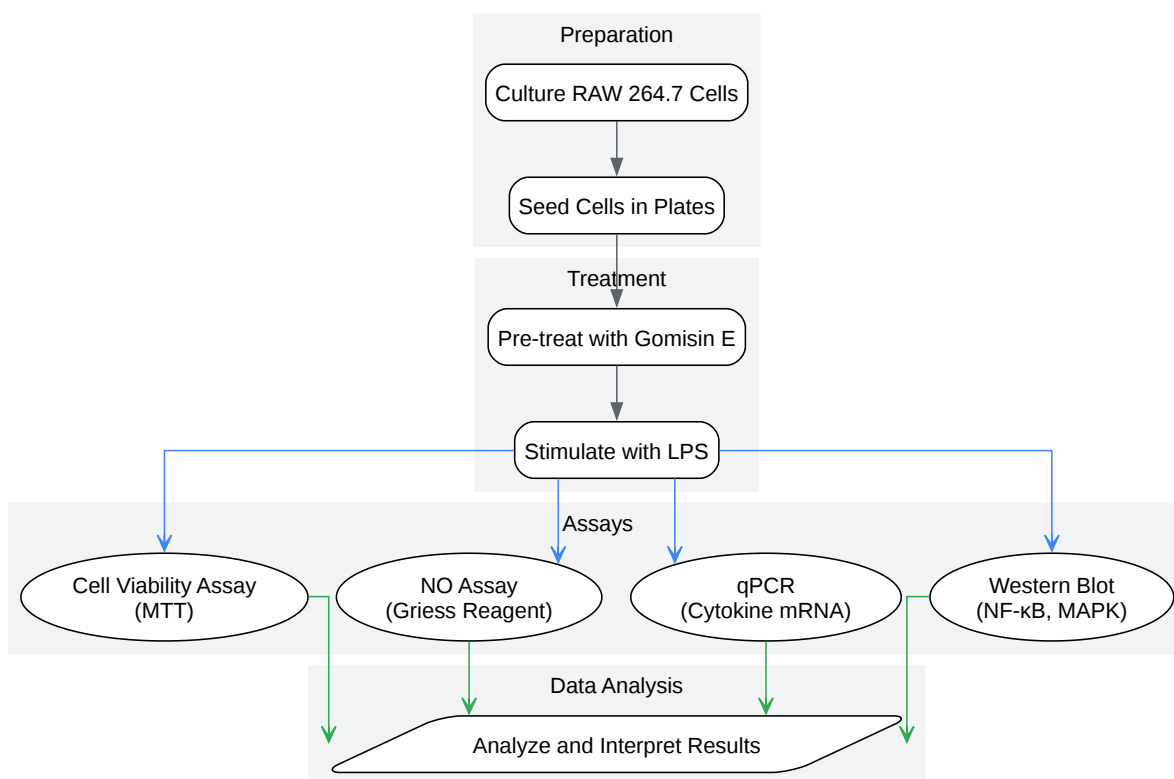 Preparation
Culture RAW 264.7 Cells
Seed Cells in Plates
Treatment
Pre-treat with Gomisin E
Stimulate with LPS
Assays
Cell Viability Assay
(MTT)
NO Assay
(Griess Reagent)
qPCR
(Cytokine mRNA)
Western Blot
(NF-κB, MAPK)
Data Analysis
Analyze and Interpret Results